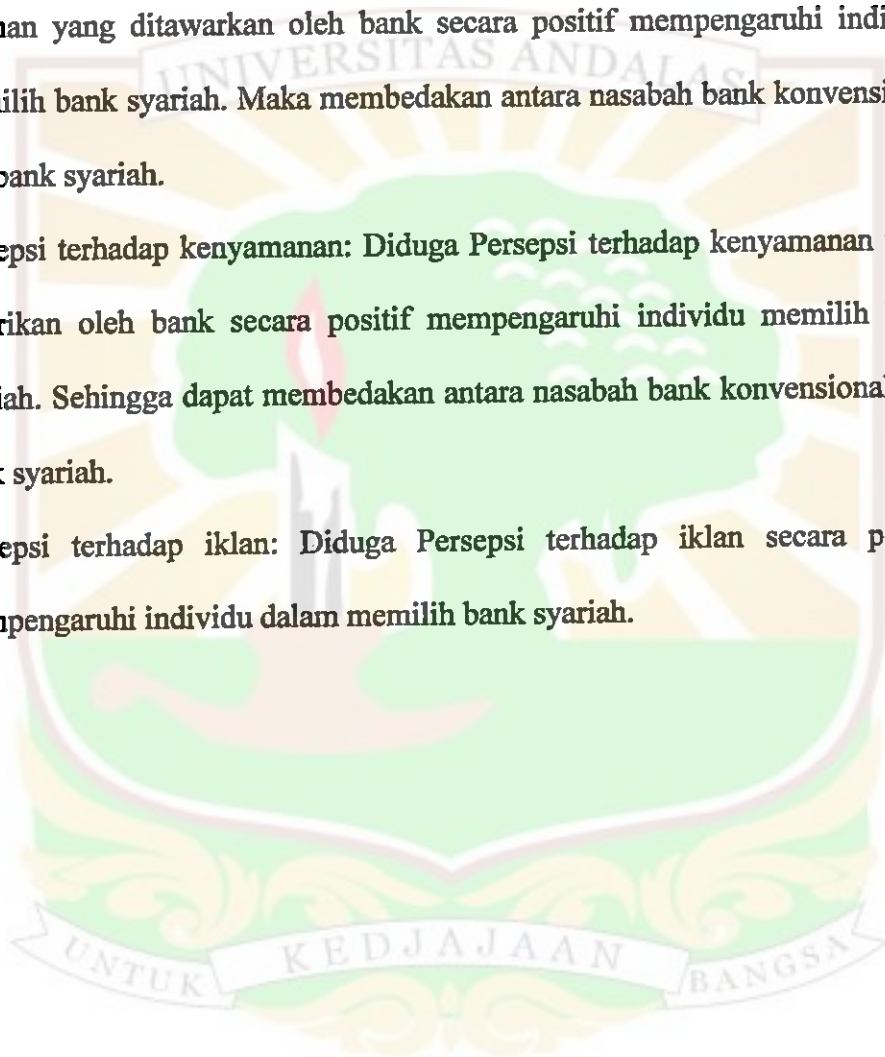 nan yang ditawarkan oleh bank secara positif mempengaruhi indi
UNIVERSITAS ANDALAS
ilih bank syariah. Maka membedakan antara nasabah bank konvensi
bank syariah.
epsi terhadap kenyamanan: Diduga Persepsi terhadap kenyamanan
rikan oleh bank secara positif mempengaruhi individu memilih
iah. Sehingga dapat membedakan antara nasabah bank konvensional
k syariah.
epsi terhadap iklan: Diduga Persepsi terhadap iklan secara p
npengaruhi individu dalam memilih bank syariah.
UNTUK KEDJAJAAN BANGSA